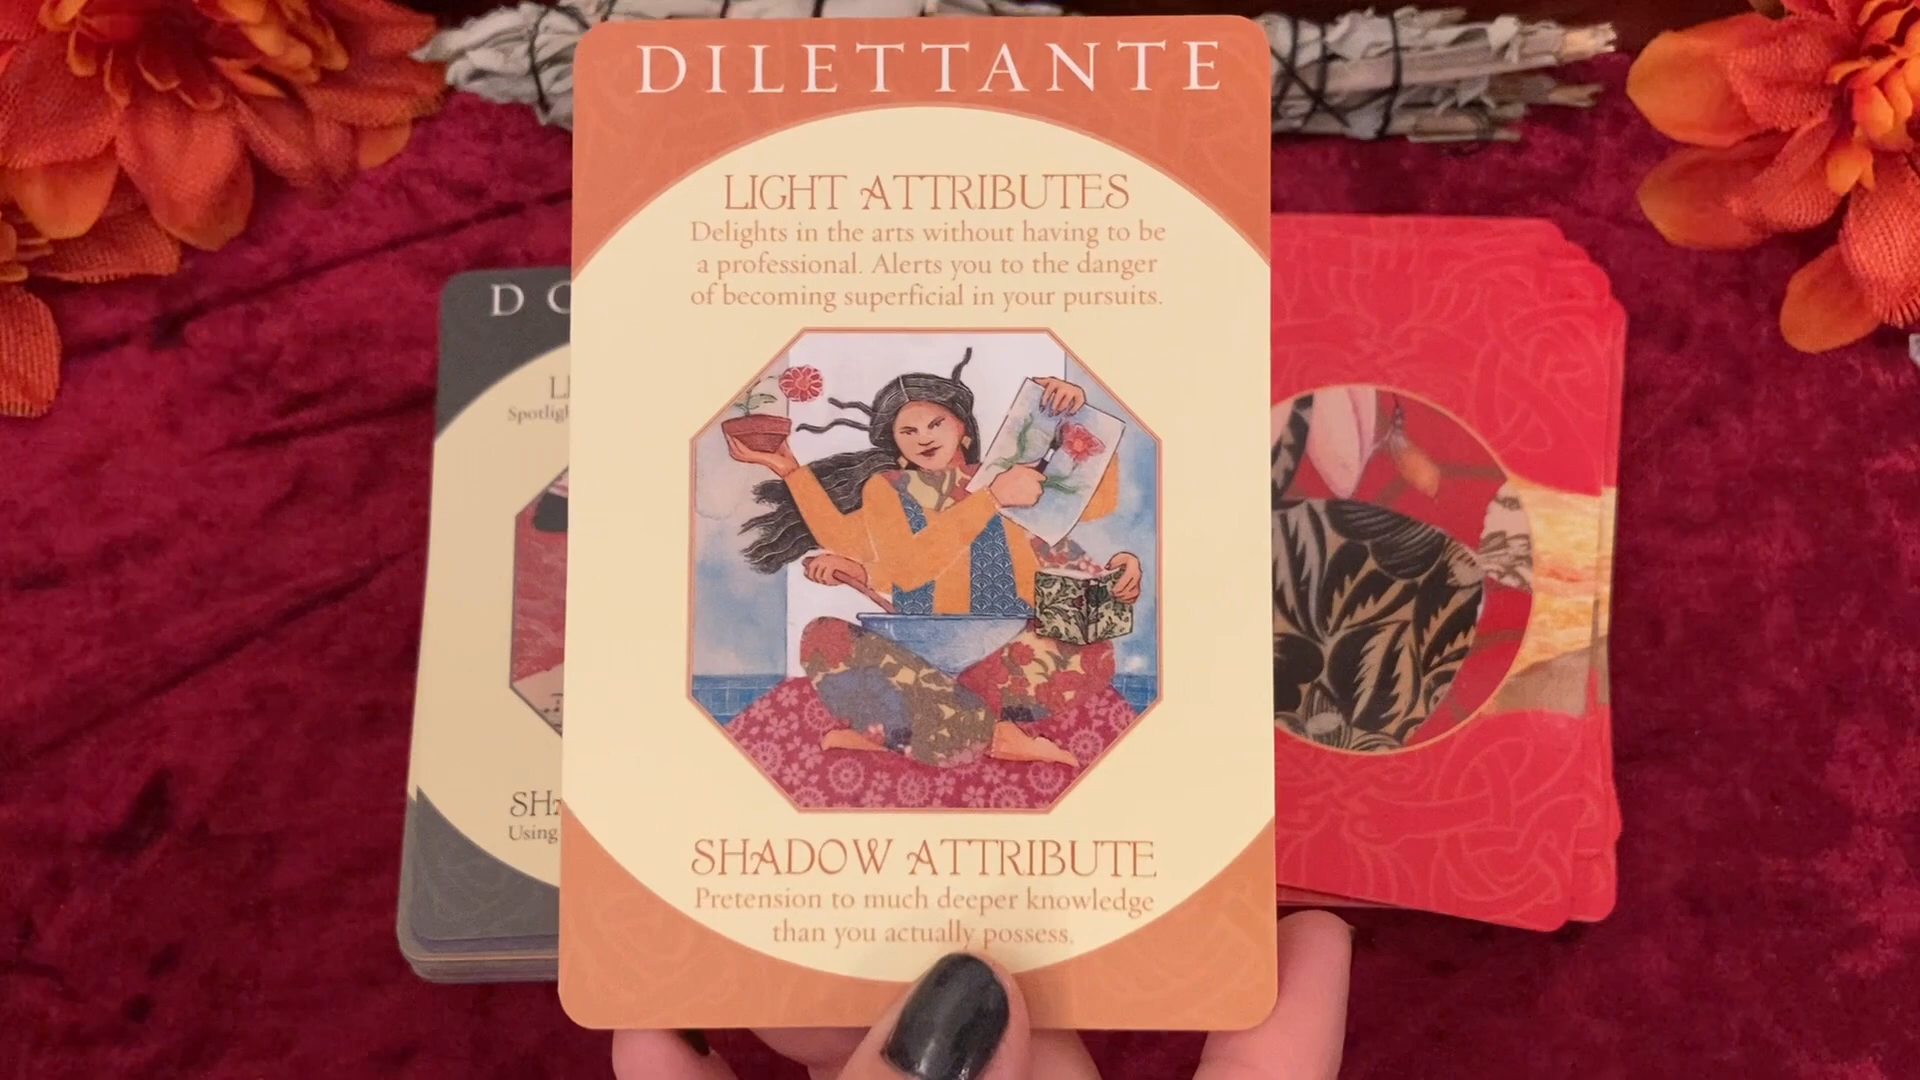 DILETTANTE
LIGHT ATTRIBUTES
Delights in the arts without having to be
a professional. Alerts you to the danger
of becoming superficial in your pursuits.
SHADOW ATTRIBUTE
Pretension to much deeper knowledge
than you actually possess.
Using